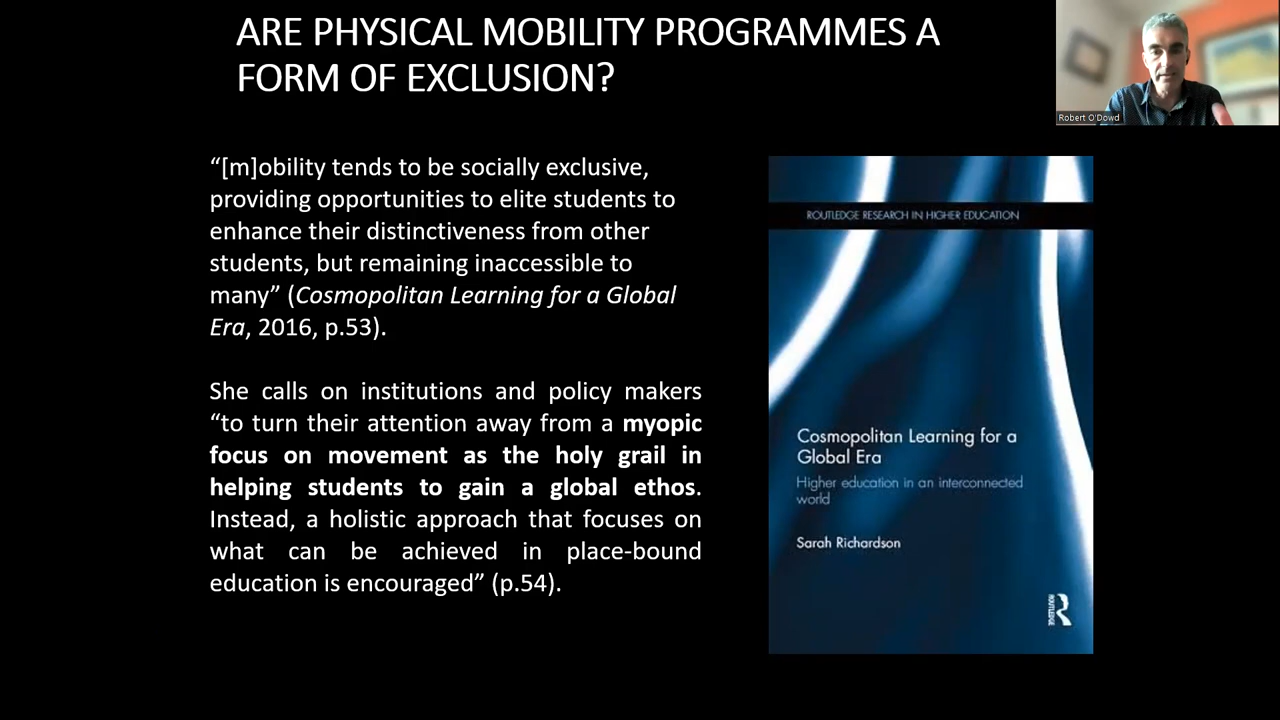 ARE PHYSICAL MOBILITY PROGRAMMES A
FORM OF EXCLUSION?
Robert O'Dowd
“[m]obility tends to be socially exclusive,
providing opportunities to elite students to
enhance their distinctiveness from other
students, but remaining inaccessible to
many” (Cosmopolitan Learning for a Global
Era, 2016, p.53).
She calls on institutions and policy makers
“to turn their attention away from a myopic
focus on movement as the holy grail in
helping students to gain a global ethos.
Instead, a holistic approach that focuses on
what can be achieved in place-bound
education is encouraged” (p.54).
ROUTLEDGE RESEARCH IN HIGHER EDUCATION
Cosmopolitan Learning for a
Global Era
Higher education in an interconnected
world
Sarah Richardson
ROUTLEDGE